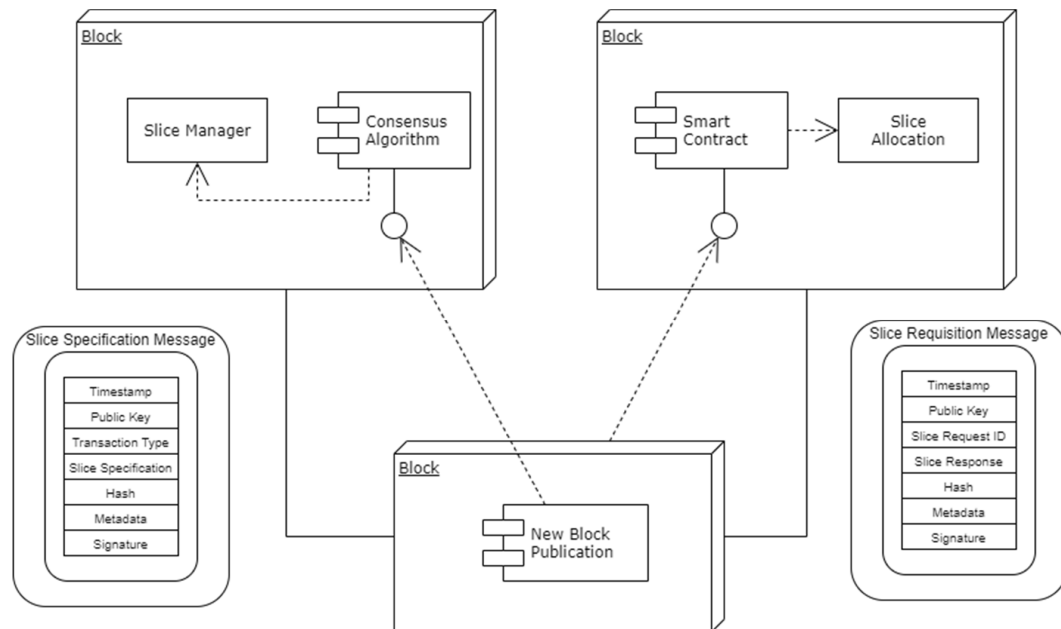 Block
Slice Manager
Consensus
Algorithm
Block
Smart
Contract
Slice
Allocation
Slice Specification Message
Timestamp
Public Key
Transaction Type
Slice Specification
Hash
Metadata
Signature
Block
New Block
Publication
Slice Requisition Message
Timestamp
Public Key
Slice Request ID
Slice Response
Hash
Metadata
Signature